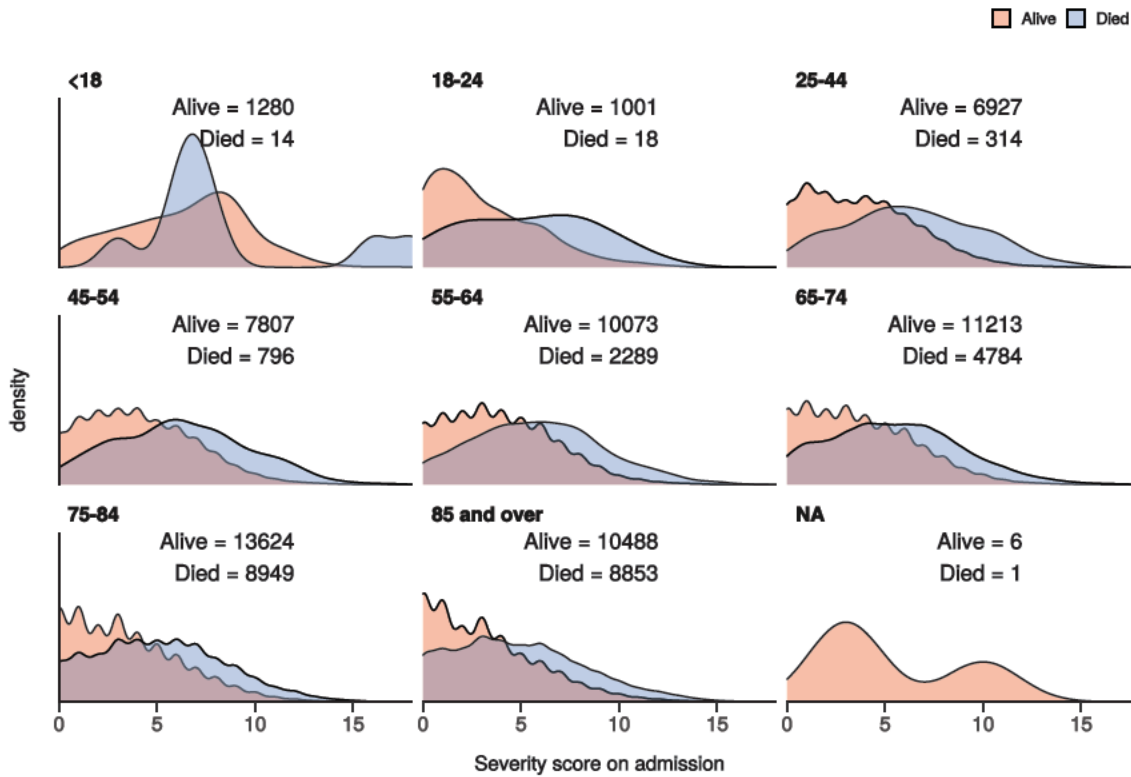 Alive Died
<18
Alive = 1280
Died = 14
18-24
Alive = 1001
Died = 18
25-44
Alive = 6927
Died = 314
45-54
Alive = 7807
Died = 796
55-64
Alive = 10073
Died = 2289
65-74
Alive = 11213
Died = 4784
density
75-84
Alive = 13624
Died = 8949
85 and over
Alive = 10488
Died = 8853
NA
Alive = 6
Died = 1
0 5 10 15 0 5 10 15 0 5 10 15
Severity score on admission